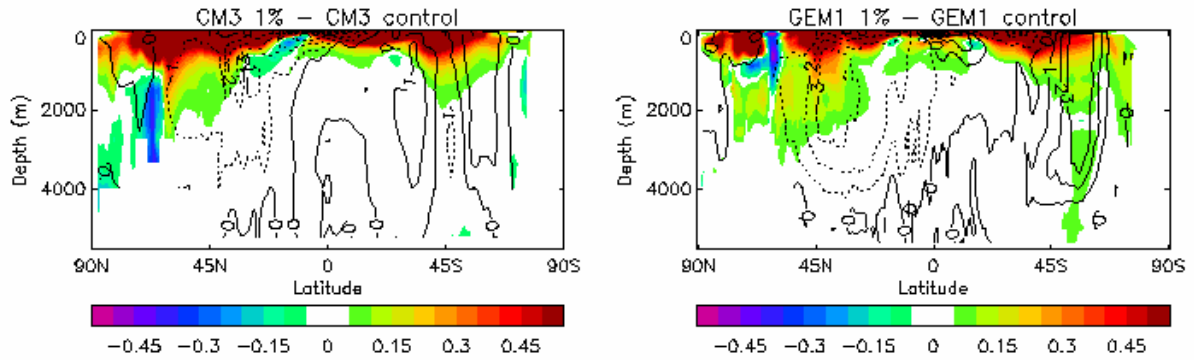 CM3 1% – CM3 control
GEM1 1% – GEM1 control
0
2000
4000
Depth (m)
90N 45N 0 45S 90S
Latitude
−0.45 −0.3 −0.15 0 0.15 0.3 0.45
0
2000
4000
Depth (m)
90N 45N 0 45S 90S
Latitude
−0.45 −0.3 −0.15 0 0.15 0.3 0.45